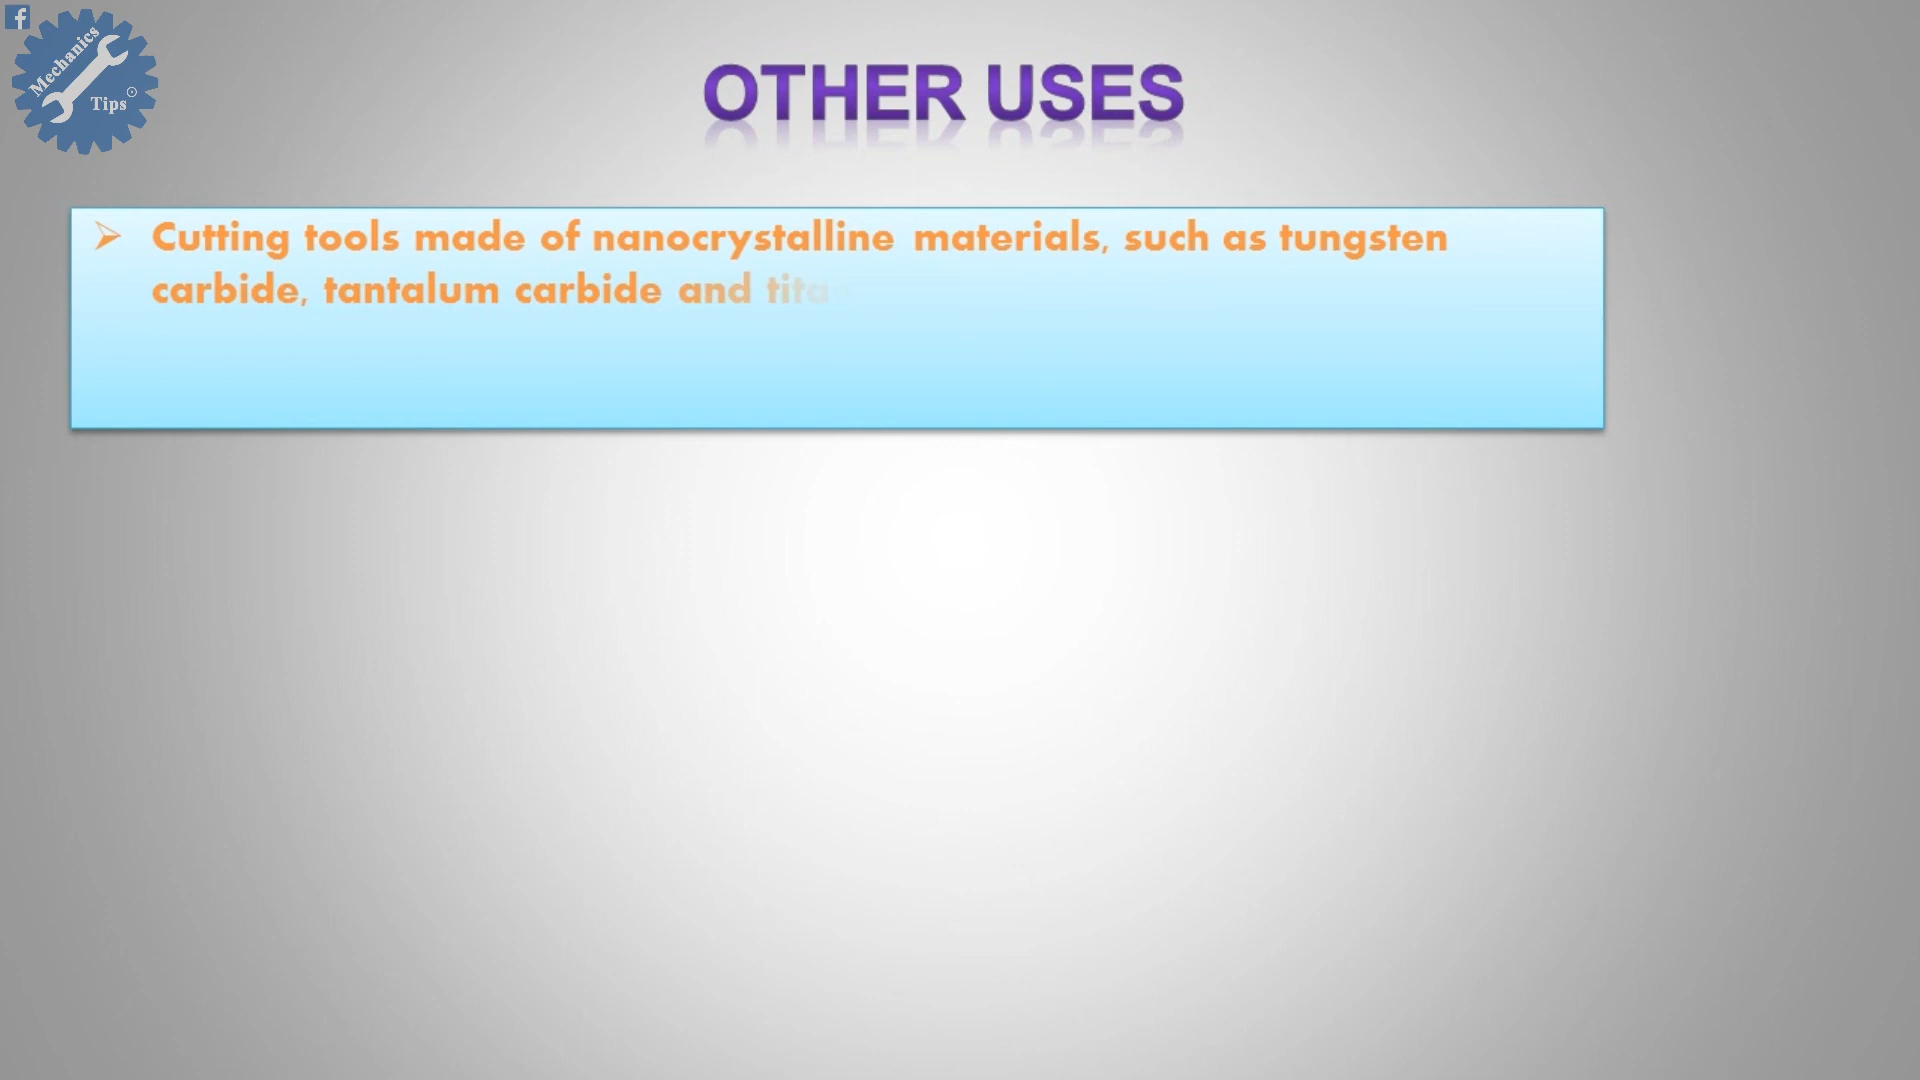 Mechanics
Tips
OTHER USES
Cutting tools made of nanocrystalline materials, such as tungsten
carbide, tantalum carbide and